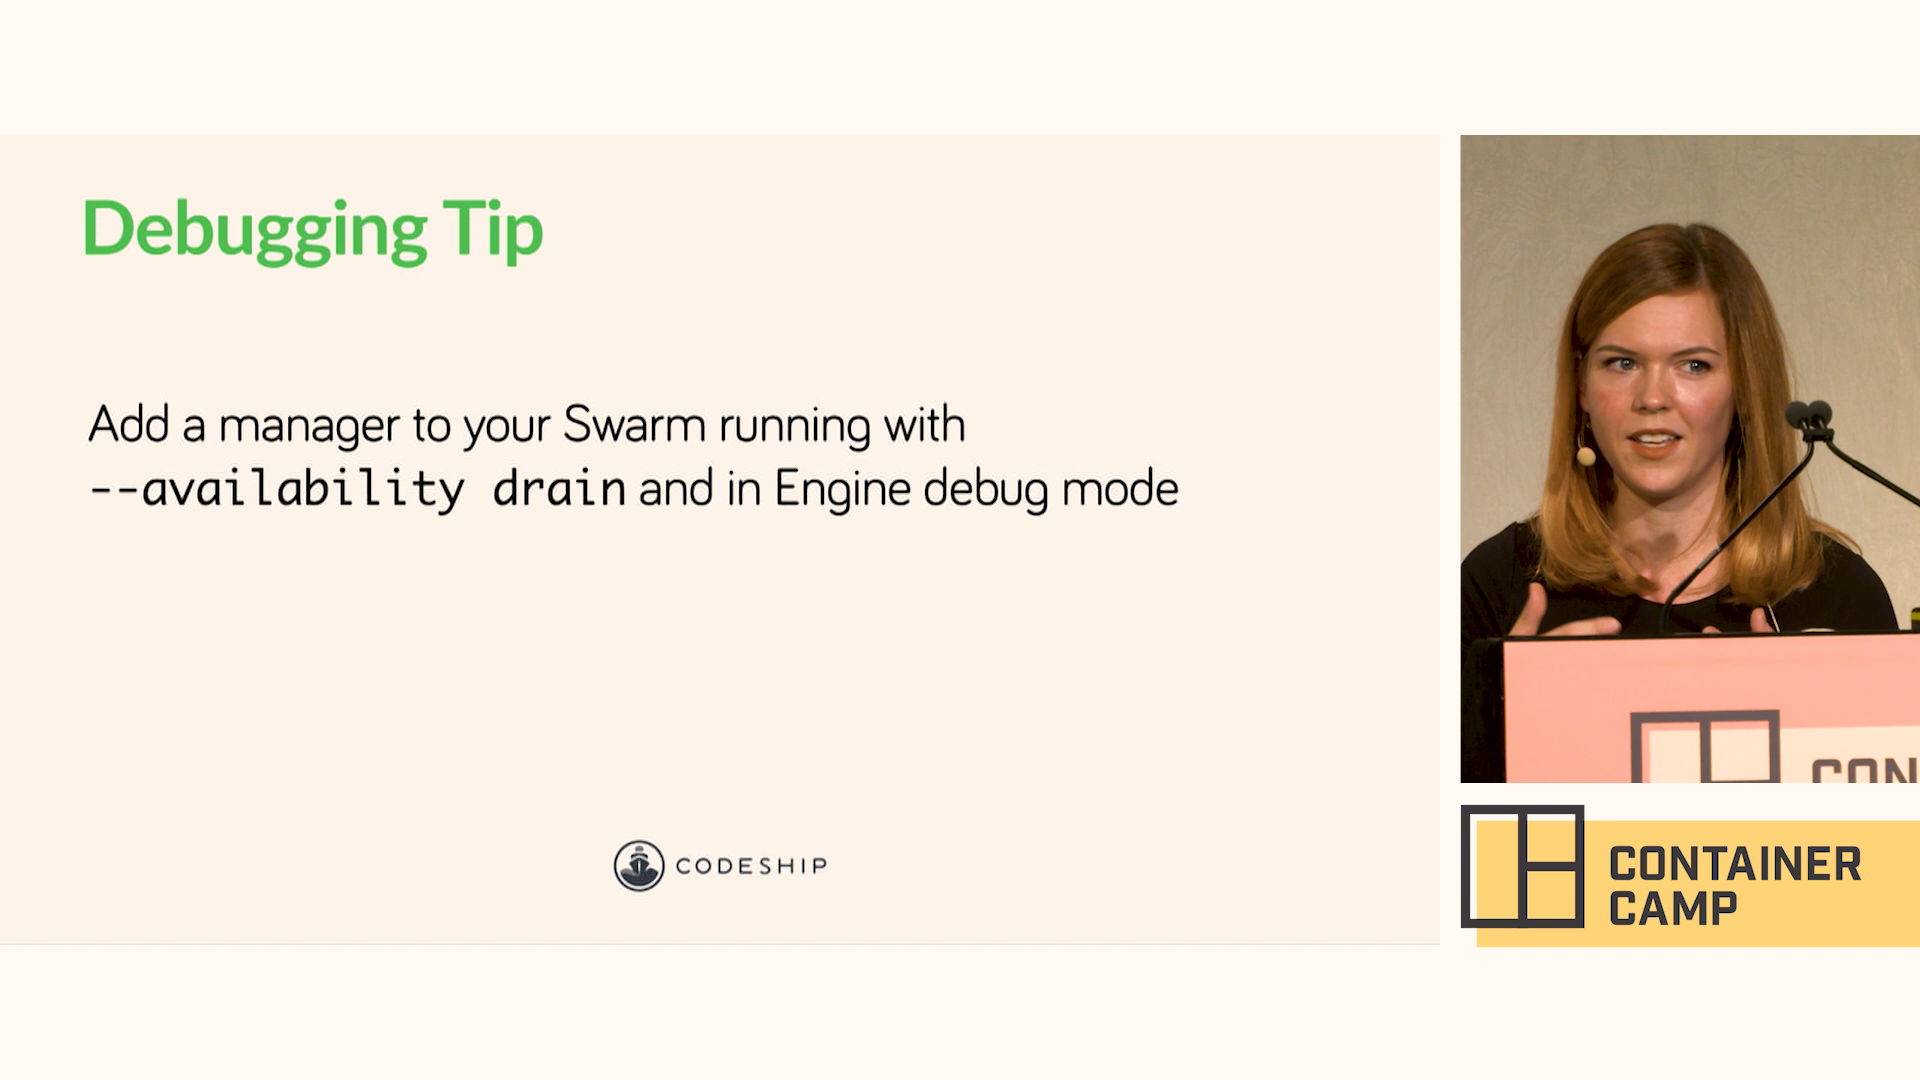 Debugging Tip
Add a manager to your Swarm running with
--availability drain and in Engine debug mode
CODESHIP
CON
CONTAINER
CAMP